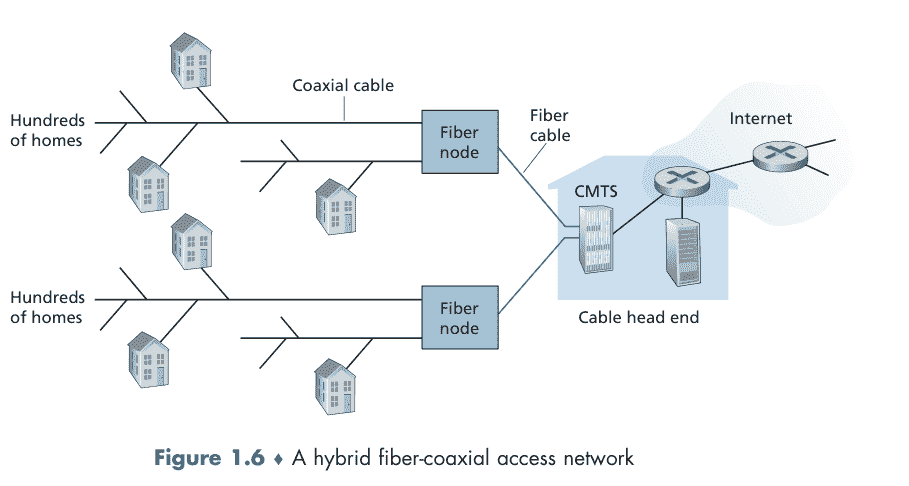 Coaxial cable
Hundreds
of homes
Fiber
node
Fiber
cable
Internet
CMTS
Hundreds
of homes
Fiber
node
Cable head end
Figure 1.6 ♦ A hybrid fiber-coaxial access network